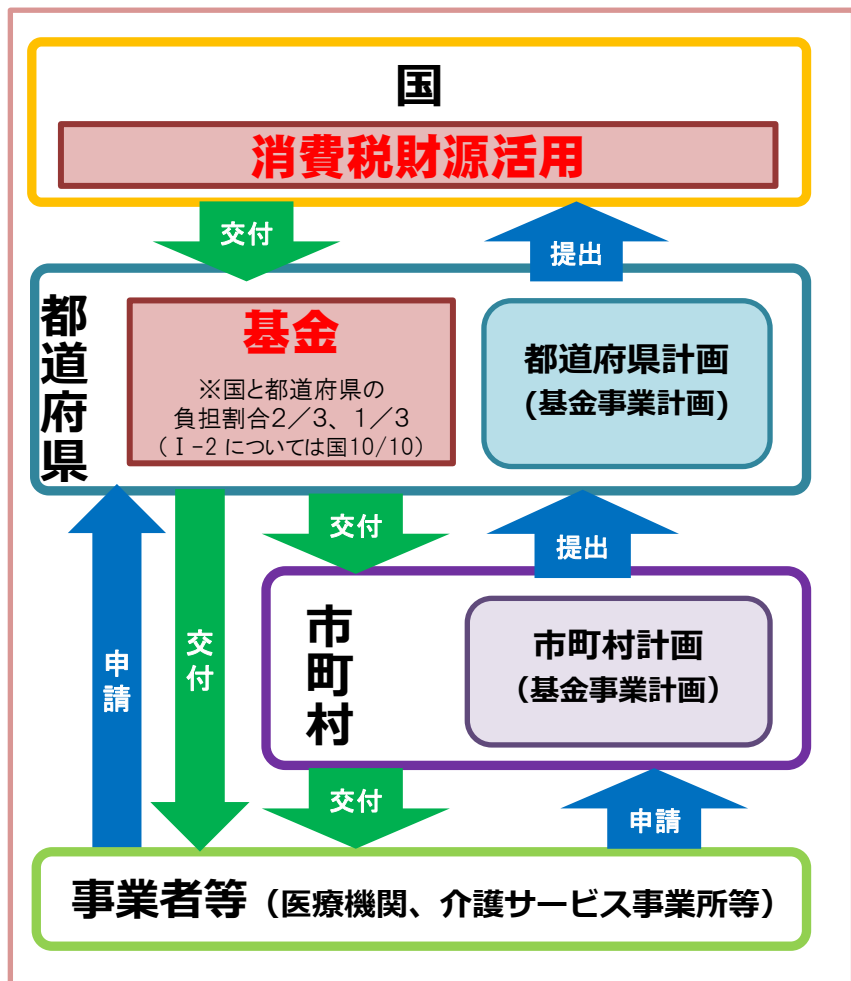 国
消費税財源活用
交付
提出
都道府県
基金
※国と都道府県の
負担割合2/3、1/3
(Ⅰ-2については国10/10)
都道府県計画
(基金事業計画)
申請
交付
交付
提出
市町村
市町村計画
(基金事業計画)
交付
申請
事業者等(医療機関、介護サービス事業所等)